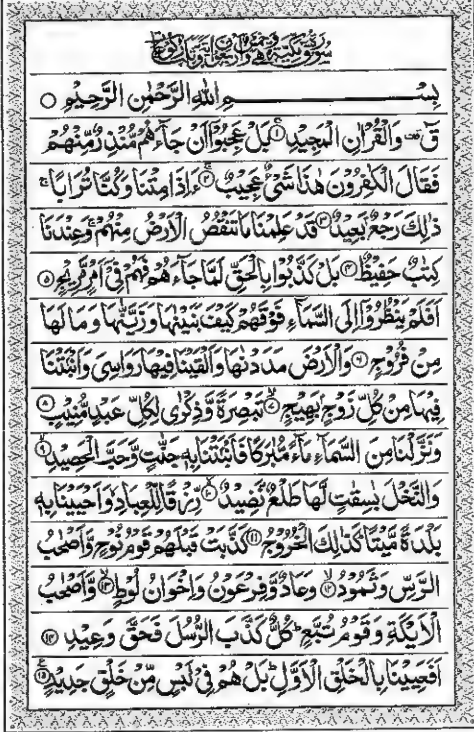 بِسْمِ اللهِ الرَّحْمٰنِ الرَّحِيْمِ ○
قٓ ۚ وَالْقُرْاٰنِ الْمَجِيْدِ ۝١ بَلْ عَجِبُوْٓا اَنْ جَآءَهُمْ مُّنْذِرٌ مِّنْهُمْ
فَقَالَ الْكٰفِرُوْنَ هٰذَا شَيْءٌ عَجِيْبٌ ۝٢ ءَاِذَا مِتْنَا وَكُنَّا تُرَابًا ۚ
ذٰلِكَ رَجْعٌۢ بَعِيْدٌ ۝٣ قَدْ عَلِمْنَا مَا تَنْقُصُ الْاَرْضُ مِنْهُمْ ۚ وَعِنْدَنَا
كِتٰبٌ حَفِيْظٌ ۝٤ بَلْ كَذَّبُوْا بِالْحَقِّ لَمَّا جَآءَهُمْ فَهُمْ فِيْٓ اَمْرٍ مَّرِيْجٍ ۝٥
اَفَلَمْ يَنْظُرُوْٓا اِلَى السَّمَآءِ فَوْقَهُمْ كَيْفَ بَنَيْنٰهَا وَزَيَّنّٰهَا وَمَا لَهَا
مِنْ فُرُوْجٍ ۝٦ وَالْاَرْضَ مَدَدْنٰهَا وَاَلْقَيْنَا فِيْهَا رَوَاسِيَ وَاَنْۢبَتْنَا
فِيْهَا مِنْ كُلِّ زَوْجٍۢ بَهِيْجٍ ۝٧ تَبْصِرَةً وَّذِكْرٰى لِكُلِّ عَبْدٍ مُّنِيْبٍ ۝٨
وَنَزَّلْنَا مِنَ السَّمَآءِ مَآءً مُّبٰرَكًا فَاَنْۢبَتْنَا بِهٖ جَنّٰتٍ وَّحَبَّ الْحَصِيْدِ ۝٩
وَالنَّخْلَ بٰسِقٰتٍ لَّهَا طَلْعٌ نَّضِيْدٌ ۝١٠ رِّزْقًا لِّلْعِبَادِ ۙ وَاَحْيَيْنَا بِهٖ
بَلْدَةً مَّيْتًا ؕ كَذٰلِكَ الْخُرُوْجُ ۝١١ كَذَّبَتْ قَبْلَهُمْ قَوْمُ نُوْحٍ وَّاَصْحٰبُ
الرَّسِّ وَثَمُوْدُ ۝١٢ وَعَادٌ وَّفِرْعَوْنُ وَاِخْوَانُ لُوْطٍ ۝١٣ وَّاَصْحٰبُ
الْاَيْكَةِ وَقَوْمُ تُبَّعٍ ؕ كُلٌّ كَذَّبَ الرُّسُلَ فَحَقَّ وَعِيْدِ ۝١٤
اَفَعَيِيْنَا بِالْخَلْقِ الْاَوَّلِ ؕ بَلْ هُمْ فِيْ لَبْسٍ مِّنْ خَلْقٍ جَدِيْدٍ ۝١٥